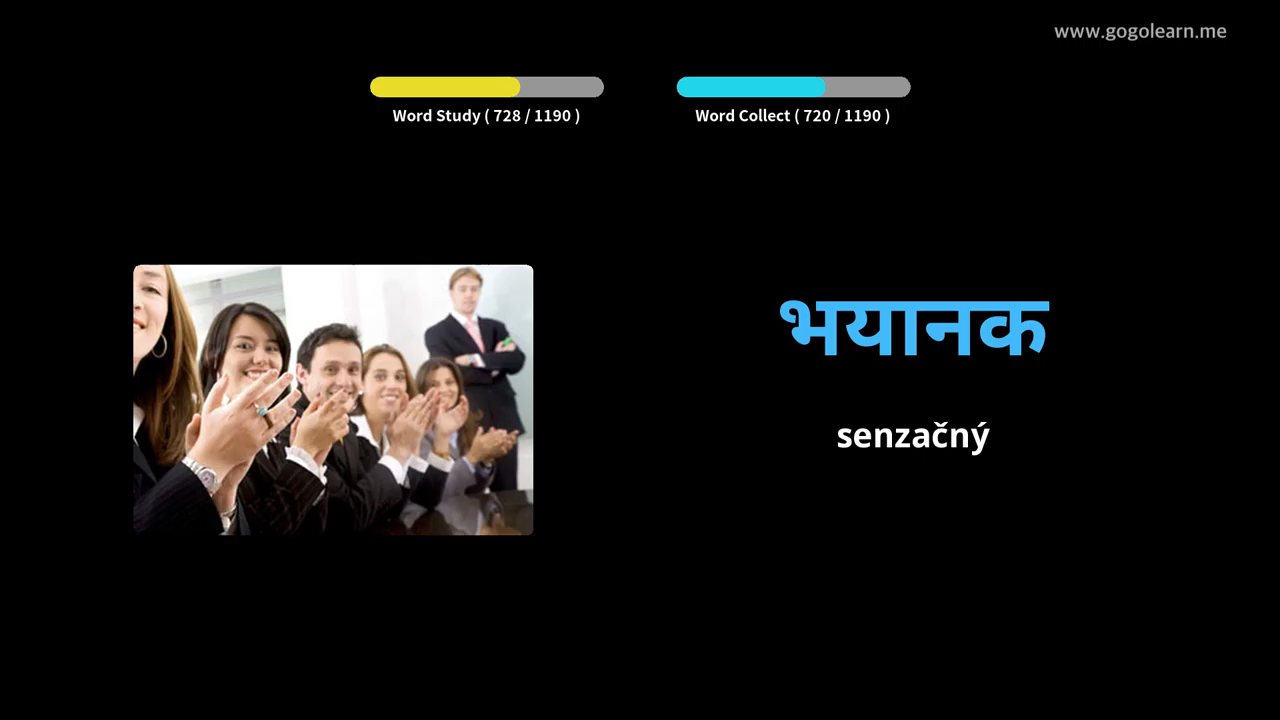 www.gogolearn.me
Word Study ( 728 / 1190 )
Word Collect ( 720 / 1190 )
भयानक
senzačný